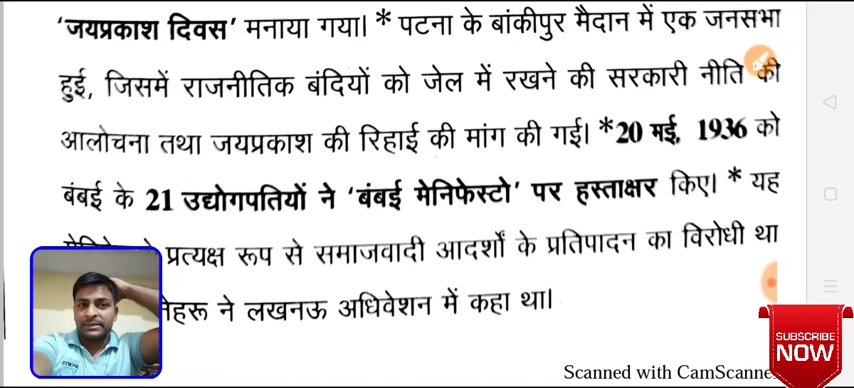 'जयप्रकाश दिवस' मनाया गया। * पटना के बांकीपुर मैदान में एक जनसभा
हुई, जिसमें राजनीतिक बंदियों को जेल में रखने की सरकारी नीति की
आलोचना तथा जयप्रकाश की रिहाई की मांग की गई। *20 मई, 1936 को
बंबई के 21 उद्योगपतियों ने 'बंबई मेनिफेस्टो' पर हस्ताक्षर किए। * यह
प्रत्यक्ष रूप से समाजवादी आदर्शों के प्रतिपादन का विरोधी था
नेहरू ने लखनऊ अधिवेशन में कहा था।
SUBSCRIBE
NOW
Scanned with CamScanne